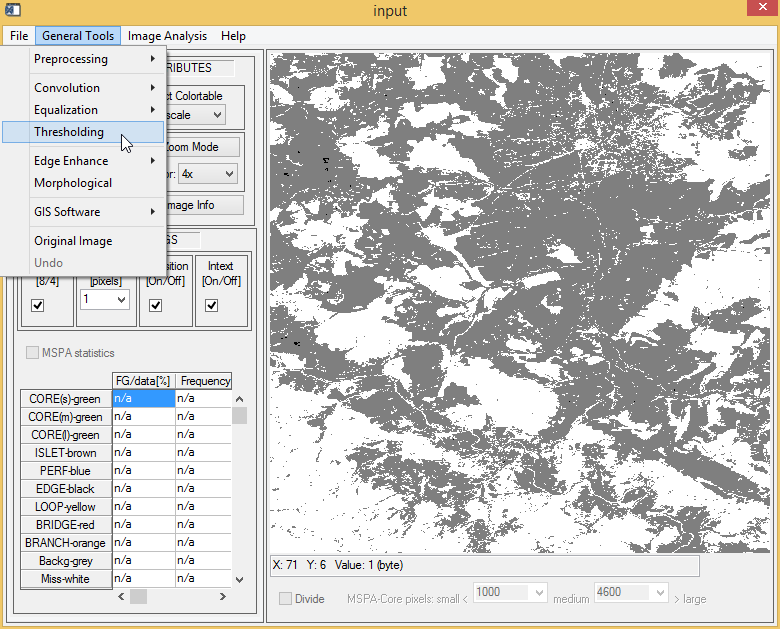 input
File General Tools Image Analysis Help
Preprocessing
Convolution
Equalization
Thresholding
Edge Enhance
Morphological
GIS Software
Original Image
Undo
RIBUTES
ct Colortable
scale
oom Mode
or: 4x
mage Info
GS
sition Intext
[8/4] [pixels] [On/Off] [On/Off]
1
MSPA statistics
FG/data[%] Frequency
CORE(s)-green n/a n/a
CORE(m)-green n/a n/a
CORE(l)-green n/a n/a
ISLET-brown n/a n/a
PERF-blue n/a n/a
EDGE-black n/a n/a
LOOP-yellow n/a n/a
BRIDGE-red n/a n/a
BRANCH-orange n/a n/a
Backg-grey n/a n/a
Miss-white n/a n/a
X: 71 Y: 6 Value: 1 (byte)
Divide MSPA-Core pixels: small < 1000 medium 4600 > large